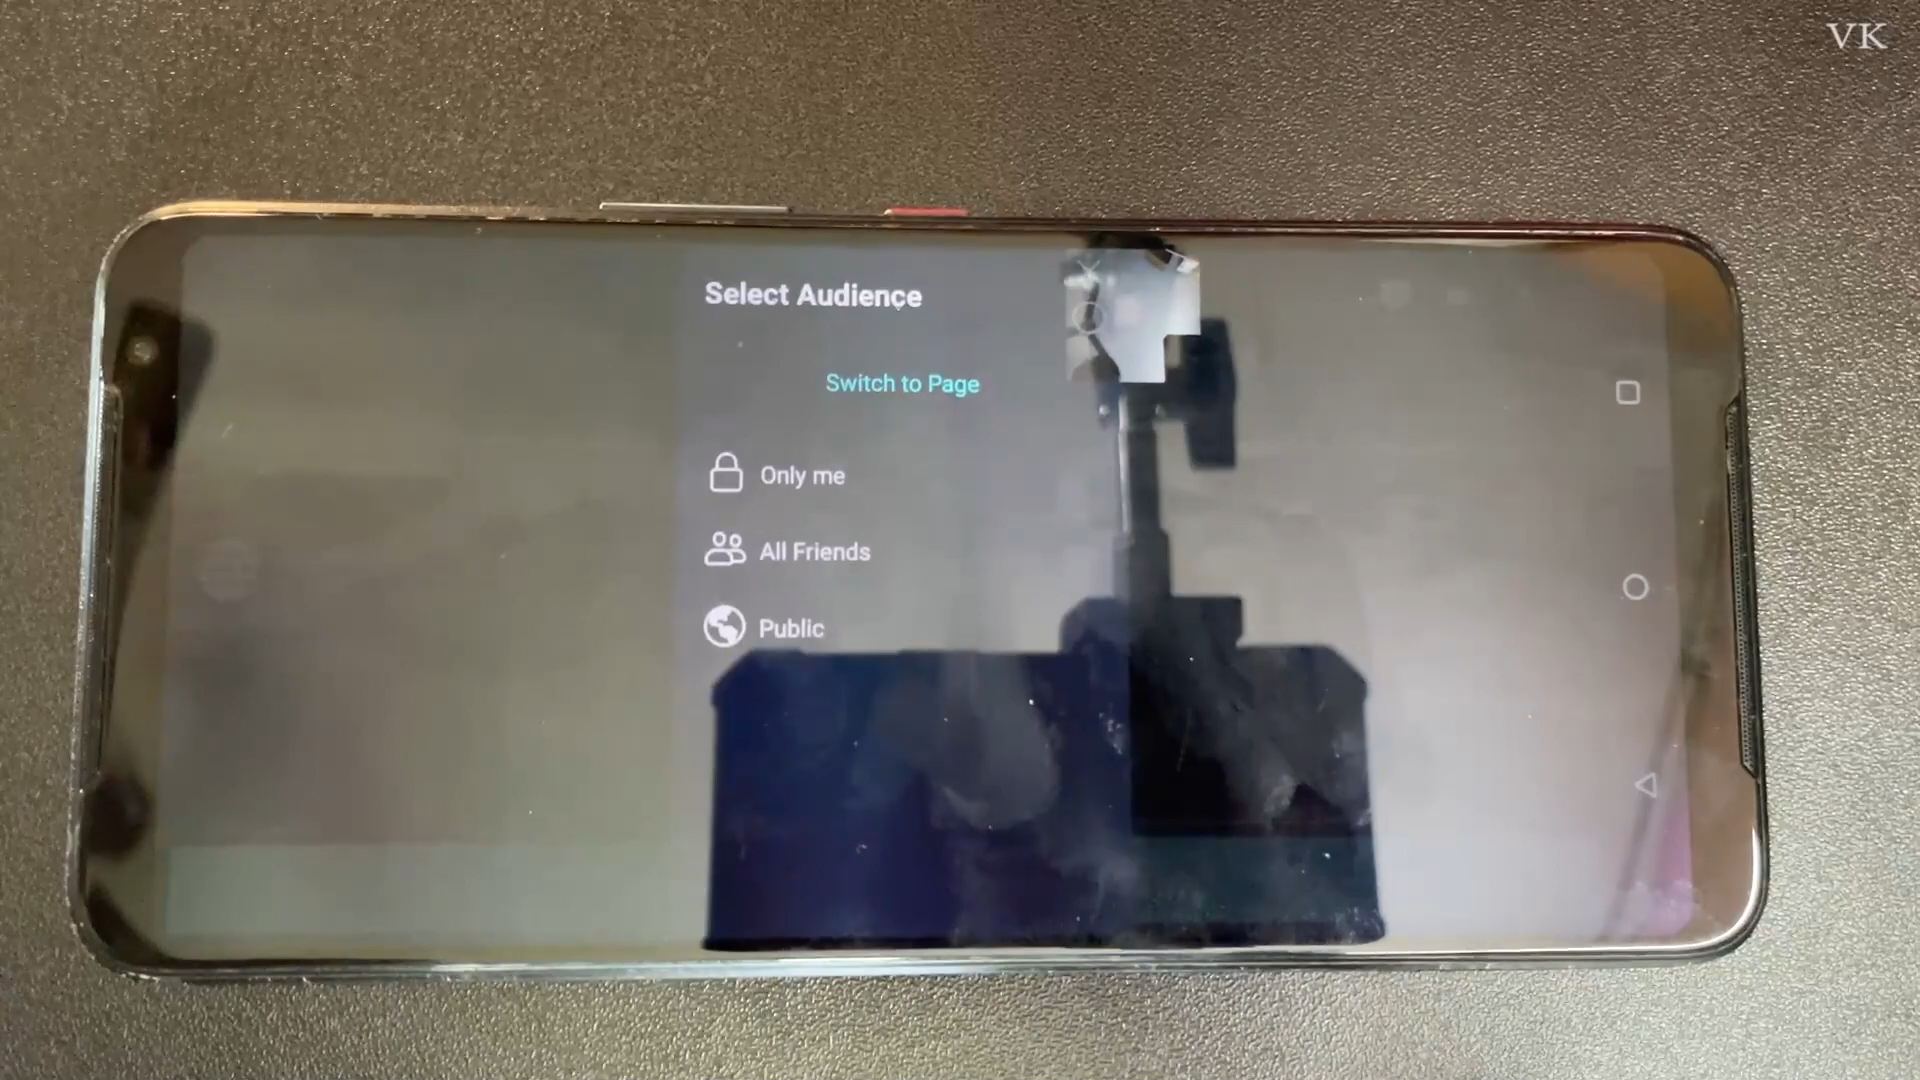 VK
Select Audience
Switch to Page
Only me
All Friends
Public